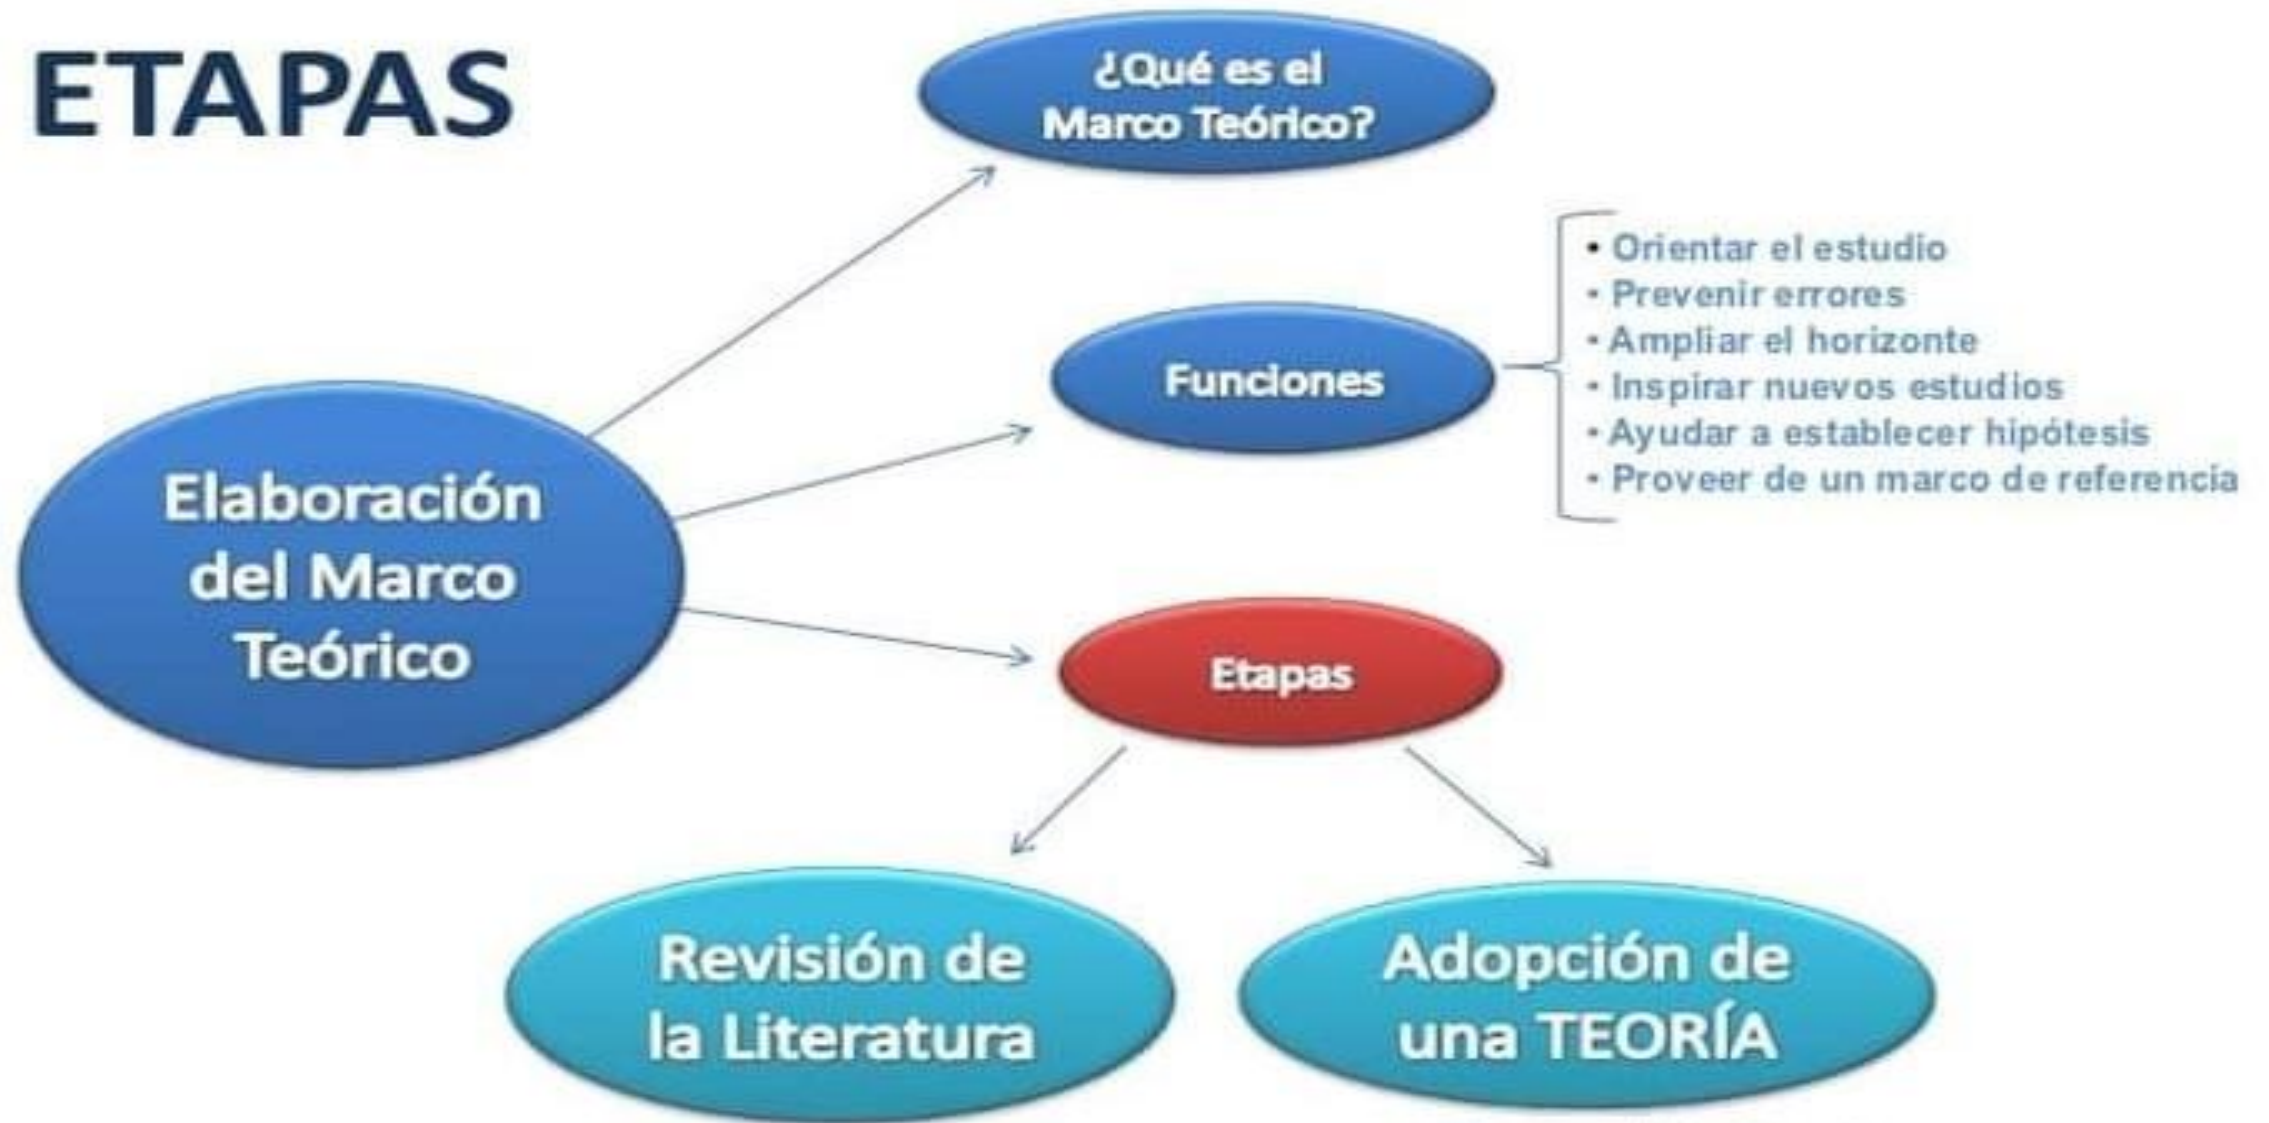 ETAPAS
¿Qué es el
Marco Teórico?
• Orientar el estudio
• Prevenir errores
• Ampliar el horizonte
• Inspirar nuevos estudios
• Ayudar a establecer hipótesis
• Proveer de un marco de referencia
Funciones
Elaboración
del Marco
Teórico
Etapas
Revisión de
la Literatura
Adopción de
una TEORÍA